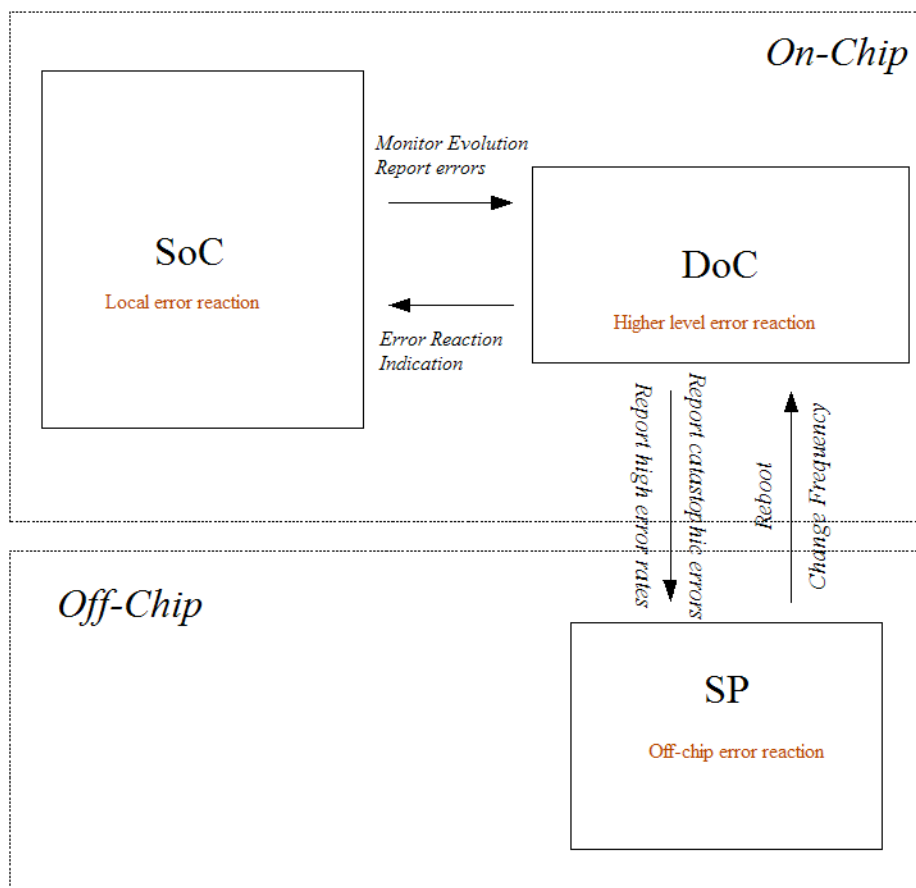 On-Chip
Monitor Evolution
Report errors
SoC
Local error reaction
DoC
Higher level error reaction
Error Reaction
Indication
Report high error rates
Report catastophic errors
Reboot
Change Frequency
Off-Chip
SP
Off-chip error reaction